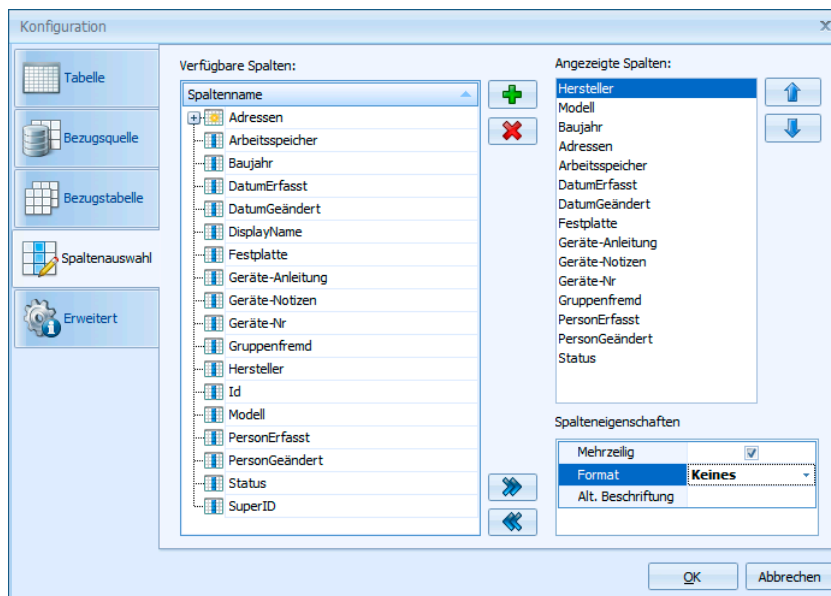 Konfiguration
x
Tabelle
Bezugsquelle
Bezugstabelle
Spaltenauswahl
Erweitert
Verfügbare Spalten:
Spaltenname
Adressen
Arbeitsspeicher
Baujahr
DatumErfasst
DatumGeändert
DisplayName
Festplatte
Geräte-Anleitung
Geräte-Notizen
Geräte-Nr
Gruppenfremd
Hersteller
Id
Modell
PersonErfasst
PersonGeändert
Status
SuperID
Angezeigte Spalten:
Hersteller
Modell
Baujahr
Adressen
Arbeitsspeicher
DatumErfasst
DatumGeändert
Festplatte
Geräte-Anleitung
Geräte-Notizen
Geräte-Nr
Gruppenfremd
PersonErfasst
PersonGeändert
Status
Spalteneigenschaften
Mehrzeilig
Format Keines
Alt. Beschriftung
OK Abbrechen